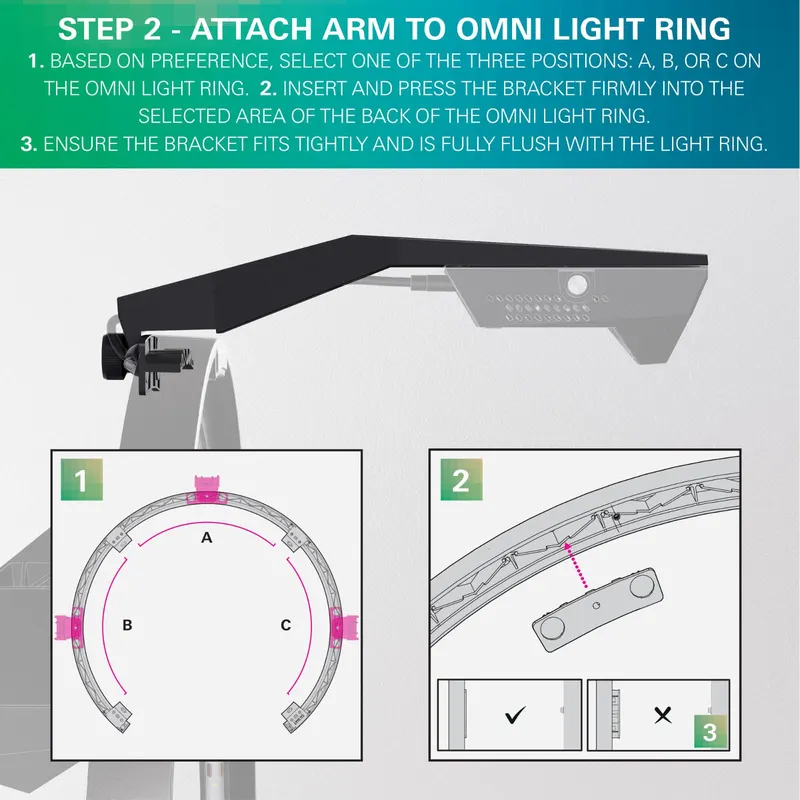 STEP 2 - ATTACH ARM TO OMNI LIGHT RING
1. BASED ON PREFERENCE, SELECT ONE OF THE THREE POSITIONS: A, B, OR C ON
THE OMNI LIGHT RING. 2. INSERT AND PRESS THE BRACKET FIRMLY INTO THE
SELECTED AREA OF THE BACK OF THE OMNI LIGHT RING.
3. ENSURE THE BRACKET FITS TIGHTLY AND IS FULLY FLUSH WITH THE LIGHT RING.
1
A
B
C
2
3